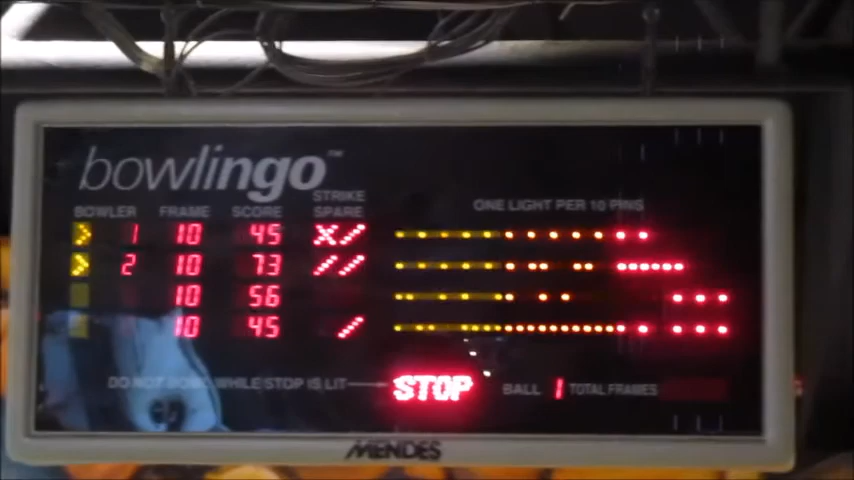 bowlingo™
STRIKE
BOWLER FRAME SCORE SPARE ONE LIGHT PER 10 PINS
> 1 10 45 X/
> 2 10 73 //
10 56
10 45 /
DO NOT BOWL WHILE STOP IS LIT STOP BALL 1 TOTAL FRAMES
MENDES